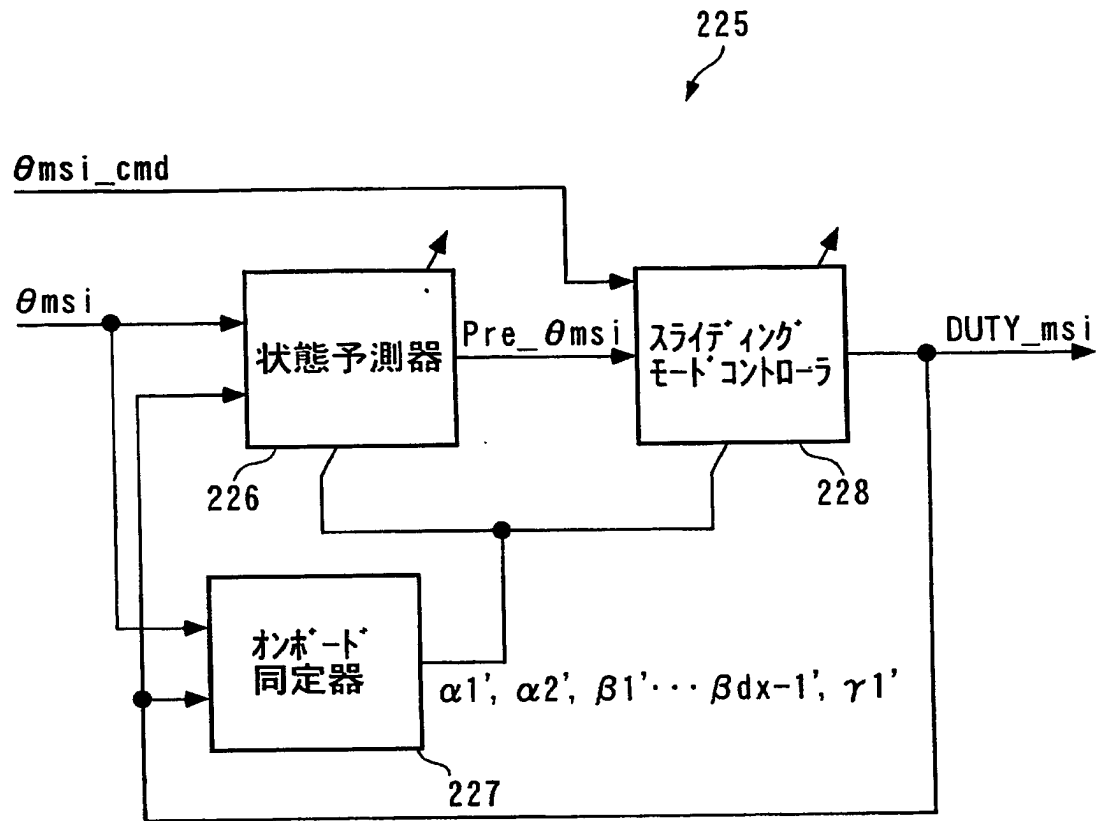 225
θmsi_cmd
θmsi
状態予測器
Pre_θmsi
スライディング
モードコントローラ
DUTY_msi
226
228
オンボード
同定器
α1', α2', β1'···βdx-1', γ1'
227